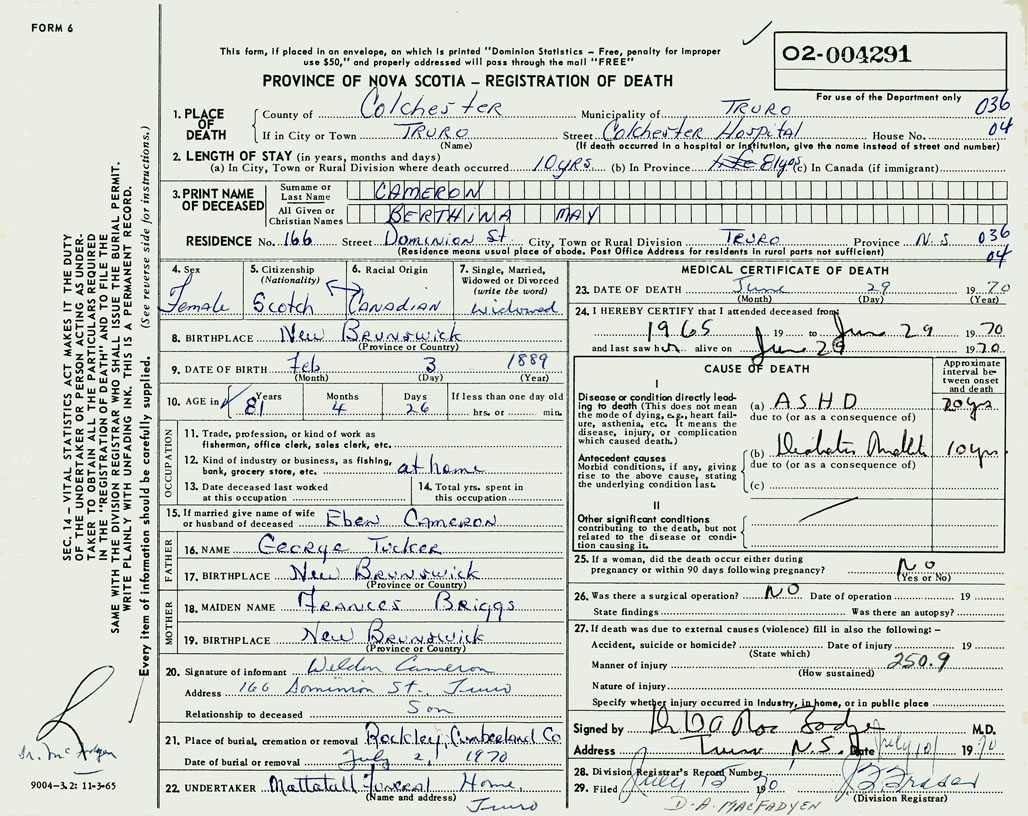 FORM 6
This form, if placed in an envelope, on which is printed "Dominion Statistics – Free, penalty for improper
use $50," and properly addressed will pass through the mail "FREE"
PROVINCE OF NOVA SCOTIA – REGISTRATION OF DEATH
02-004291
For use of the Department only
036
04
1. PLACE OF DEATH
County of Colchester Municipality of TRURO
If in City or Town TRURO Street Colchester Hospital House No.
(Name) (If death occurred in a hospital or institution, give the name instead of street and number)
2. LENGTH OF STAY (in years, months and days)
(a) In City, Town or Rural Division where death occurred 10 yrs. (b) In Province Life 81 yrs (c) In Canada (if immigrant)
3. PRINT NAME OF DECEASED
Surname or Last Name CAMERON
All Given or Christian Names BERTHINA MAY
RESIDENCE No. 166 Street Dominion St. City, Town or Rural Division TRURO Province N.S. 036
(Residence means usual place of abode. Post Office Address for residents in rural parts not sufficient) 04
4. Sex Female
5. Citizenship (Nationality) Scotch
6. Racial Origin CANADIAN
7. Single, Married, Widowed or Divorced (write the word) Widowed
8. BIRTHPLACE New Brunswick
(Province or Country)
9. DATE OF BIRTH Feb 3 1889
(Month) (Day) (Year)
10. AGE in Years 81 Months 4 Days 26 If less than one day old
hrs. or min.
OCCUPATION
11. Trade, profession, or kind of work as
fisherman, office clerk, sales clerk, etc.
12. Kind of industry or business, as fishing,
bank, grocery store, etc. at home
13. Date deceased last worked
at this occupation
14. Total yrs. spent in
this occupation
15. If married give name of wife
or husband of deceased Eben Cameron
FATHER
16. NAME George Tucker
17. BIRTHPLACE New Brunswick
(Province or Country)
MOTHER
18. MAIDEN NAME Frances Briggs
19. BIRTHPLACE New Brunswick
(Province or Country)
20. Signature of informant Weldon Cameron
Address 166 Dominion St., Truro
Relationship to deceased Son
21. Place of burial, cremation or removal Rockley, Cumberland Co
Date of burial or removal July 2, 1970
22. UNDERTAKER Mattatall Funeral Home,
(Name and address) Truro
MEDICAL CERTIFICATE OF DEATH
23. DATE OF DEATH June 29 1970
(Month) (Day) (Year)
24. I HEREBY CERTIFY that I attended deceased from
1965 19 to June 29 1970
and last saw her alive on June 29 1970
CAUSE OF DEATH
Approximate interval between onset and death
I
Disease or condition directly leading to death (This does not mean the mode of dying, e.g., heart failure, asthenia, etc. It means the disease, injury, or complication which caused death.)
(a) ASHD 20 yrs
due to (or as a consequence of)
Antecedent causes
Morbid conditions, if any, giving rise to the above cause, stating the underlying condition last.
(b) Diabetes Mell 10 yrs
due to (or as a consequence of)
(c)
II
Other significant conditions
contributing to the death, but not related to the disease or condition causing it.
25. If a woman, did the death occur either during
pregnancy or within 90 days following pregnancy? No
(Yes or No)
26. Was there a surgical operation? NO Date of operation 19
State findings Was there an autopsy?
27. If death was due to external causes (violence) fill in also the following: –
Accident, suicide or homicide? Date of injury 19
(State which)
Manner of injury 250.9
(How sustained)
Nature of injury
Specify whether injury occurred in Industry, in home, or in public place
Signed by M.D.
Address Truro N.S. Date July 10/ 1970
28. Division Registrar's Record Number
29. Filed July 15 1970
(Division Registrar)
D. A. MACFADYEN
SEC. 14 – VITAL STATISTICS ACT MAKES IT THE DUTY
OF THE UNDERTAKER OR PERSON ACTING AS UNDER-
TAKER TO OBTAIN ALL THE PARTICULARS REQUIRED
IN THE "REGISTRATION OF DEATH" AND TO FILE THE
SAME WITH THE DIVISION REGISTRAR WHO SHALL ISSUE THE BURIAL PERMIT.
WRITE PLAINLY WITH UNFADING INK. THIS IS A PERMANENT RECORD.
Every item of information should be carefully supplied. (See reverse side for instructions.)
Dr. McFadyen
9004-3.2: 11-3-65